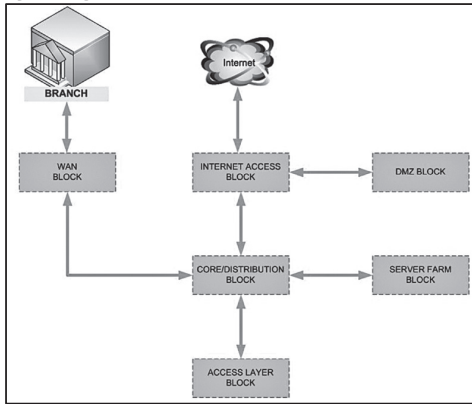 Internet
BRANCH
WAN
BLOCK
INTERNET ACCESS
BLOCK
DMZ BLOCK
CORE/DISTRIBUTION
BLOCK
SERVER FARM
BLOCK
ACCESS LAYER
BLOCK